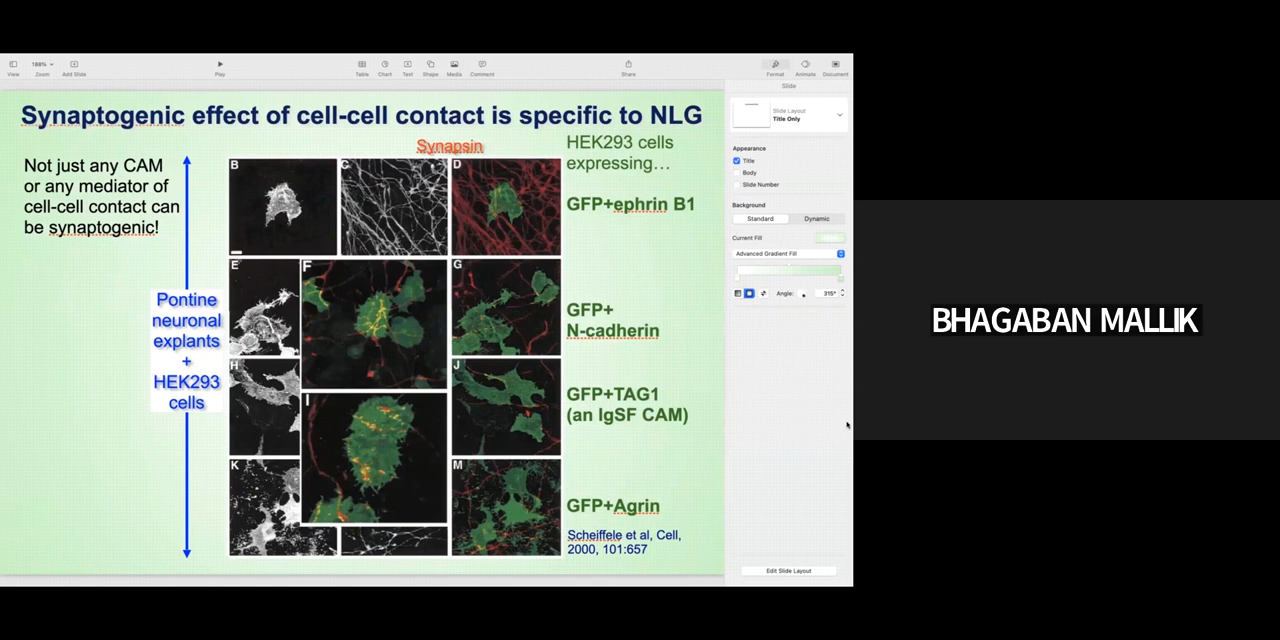 View
188%
Zoom
Add Slide
Play
Table
Chart
Text
Shape
Media
Comment
Share
Format
Animate
Document
Slide
Slide Layout
Title Only
Appearance
Title
Body
Slide Number
Background
Standard
Dynamic
Current Fill
Advanced Gradient Fill
Angle:
315°
Edit Slide Layout
Synaptogenic effect of cell-cell contact is specific to NLG
Not just any CAM
or any mediator of
cell-cell contact can
be synaptogenic!
Pontine
neuronal
explants
+
HEK293
cells
Synapsin
HEK293 cells
expressing…
B
C
D
GFP+ephrin B1
E
F
G
GFP+
N-cadherin
H
I
J
GFP+TAG1
(an IgSF CAM)
K
M
GFP+Agrin
Scheiffele et al, Cell,
2000, 101:657
BHAGABAN MALLIK